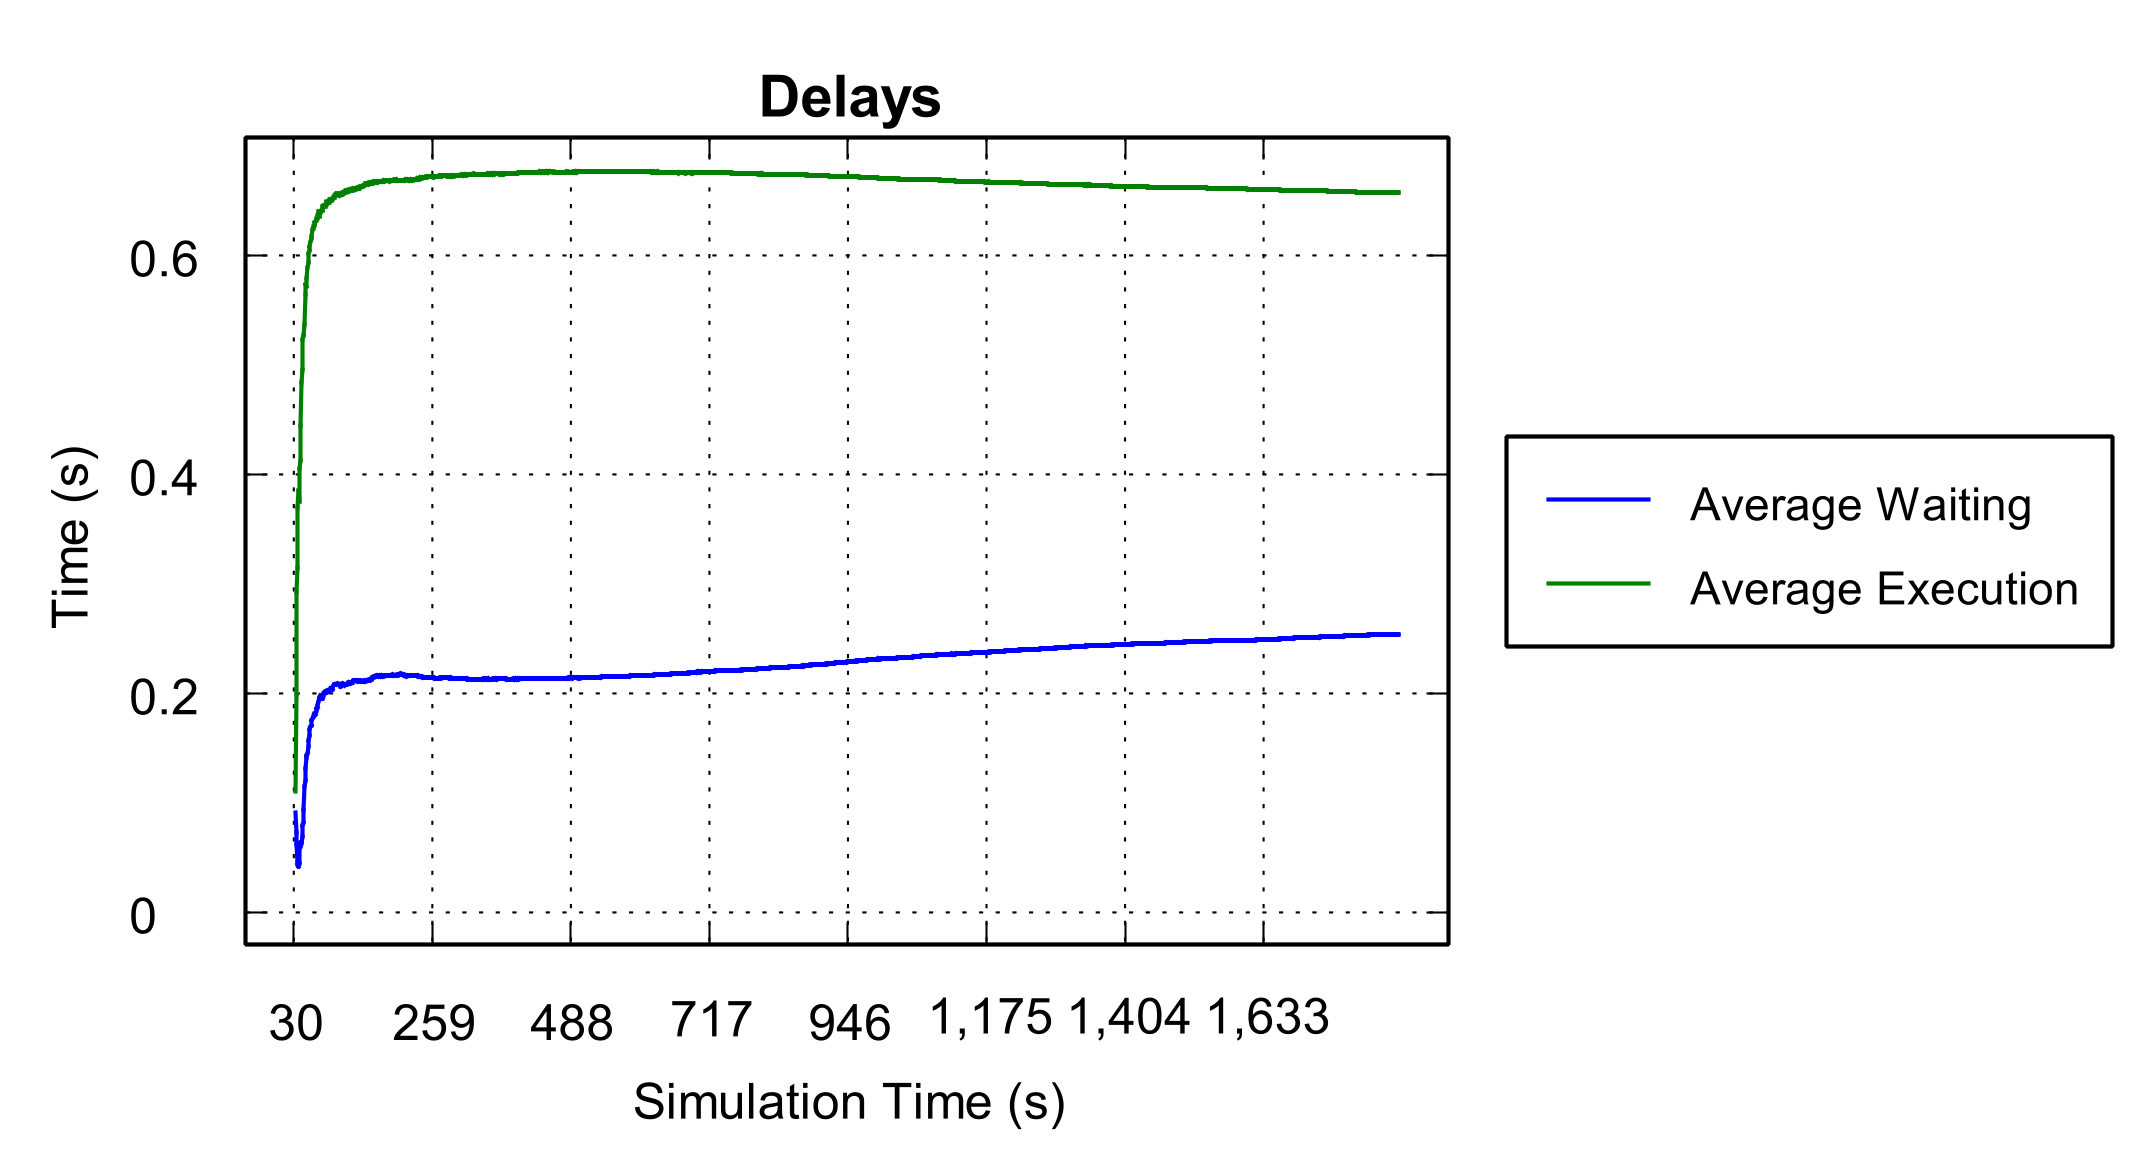 Delays
Time (s)
0.6
0.4
0.2
0
30 259 488 717 946 1,175 1,404 1,633
Simulation Time (s)
Average Waiting
Average Execution